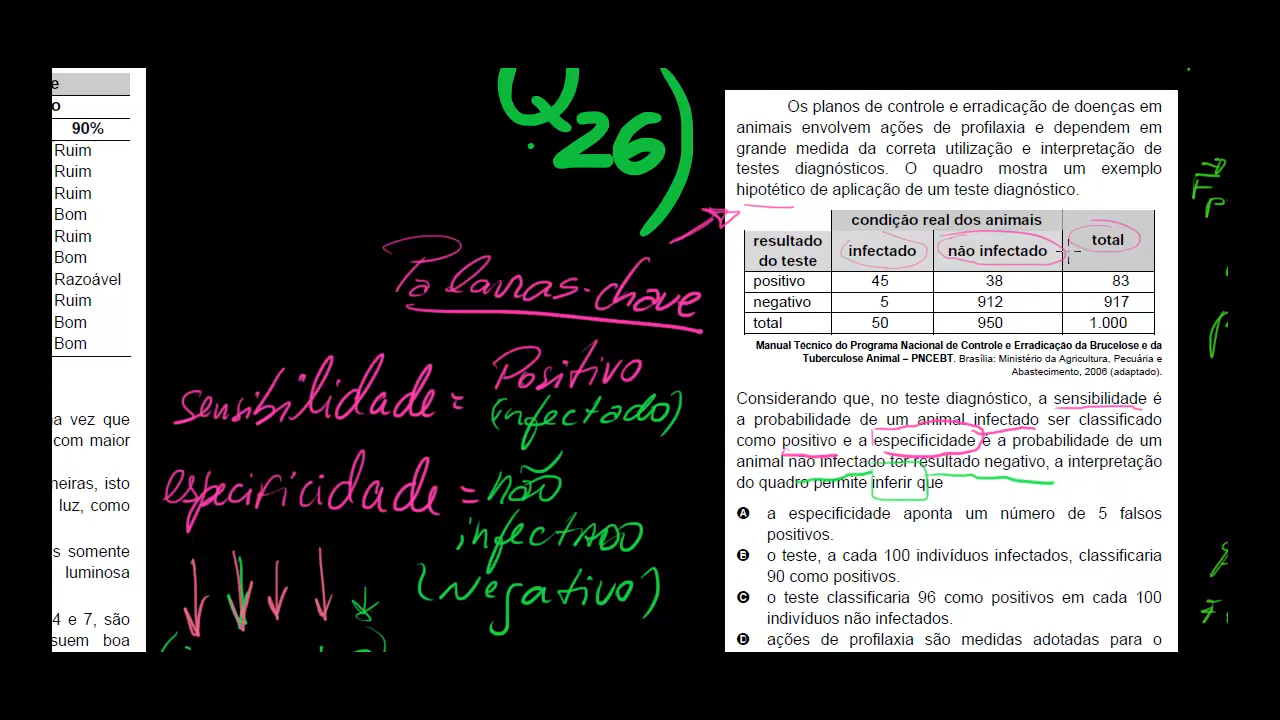 e
o
90%
Ruim
Ruim
Ruim
Bom
Ruim
Bom
Razoável
Ruim
Bom
Bom
a vez que
com maior
neiras, isto
luz, como
s somente
luminosa
4 e 7, são
suem boa
Q26)
Palavras-chave
sensibilidade = Positivo
(infectado)
especificidade = não
infectado
(Negativo)
Os planos de controle e erradicação de doenças em
animais envolvem ações de profilaxia e dependem em
grande medida da correta utilização e interpretação de
testes diagnósticos. O quadro mostra um exemplo
hipotético de aplicação de um teste diagnóstico.
condição real dos animais
resultado do teste infectado não infectado total
positivo 45 38 83
negativo 5 912 917
total 50 950 1.000
Manual Técnico do Programa Nacional de Controle e Erradicação da Brucelose e da
Tuberculose Animal – PNCEBT. Brasília: Ministério da Agricultura, Pecuária e
Abastecimento, 2006 (adaptado).
Considerando que, no teste diagnóstico, a sensibilidade é
a probabilidade de um animal infectado ser classificado
como positivo e a especificidade é a probabilidade de um
animal não infectado ter resultado negativo, a interpretação
do quadro permite inferir que
A a especificidade aponta um número de 5 falsos
positivos.
B o teste, a cada 100 indivíduos infectados, classificaria
90 como positivos.
C o teste classificaria 96 como positivos em cada 100
indivíduos não infectados.
D ações de profilaxia são medidas adotadas para o